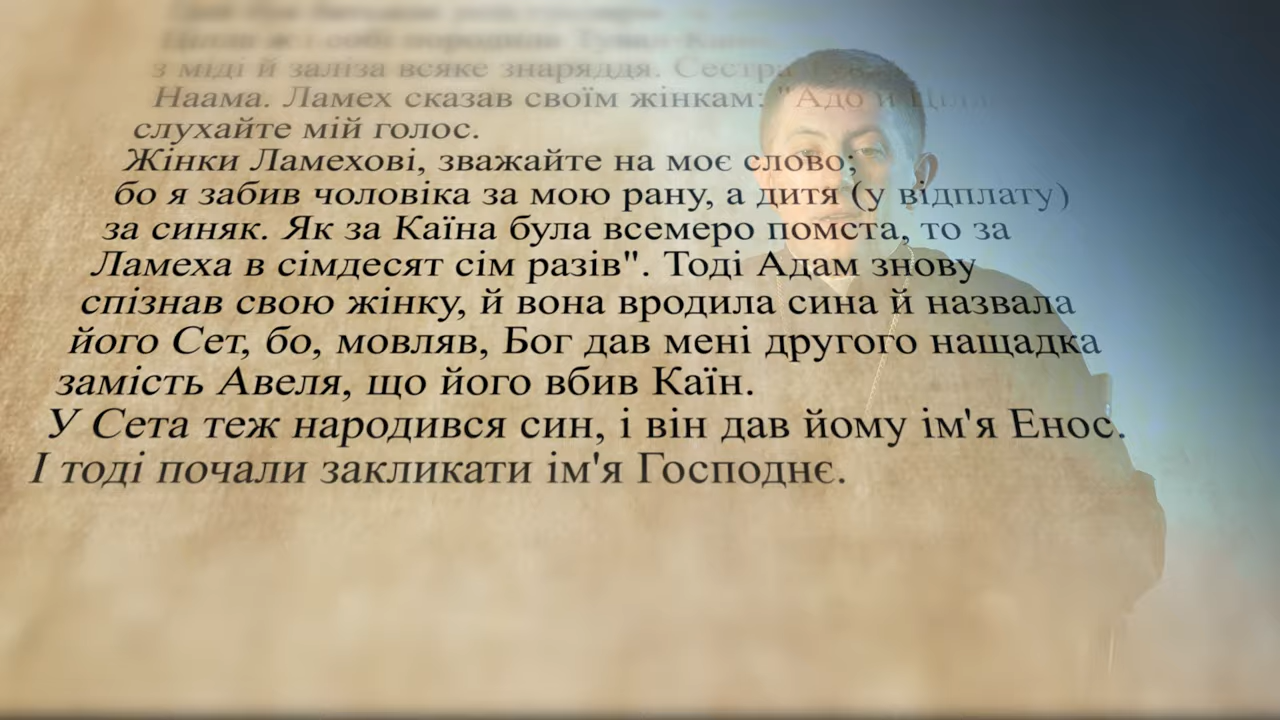 з міді й заліза всяке знаряддя. Сестра
Наама. Ламех сказав своїм жінкам: "Адо й
слухайте мій голос.
Жінки Ламехові, зважайте на моє слово;
бо я забив чоловіка за мою рану, а дитя (у відплату)
за синяк. Як за Каїна була всемеро помста, то за
Ламеха в сімдесят сім разів". Тоді Адам знову
спізнав свою жінку, й вона вродила сина й назвала
його Сет, бо, мовляв, Бог дав мені другого нащадка
замість Авеля, що його вбив Каїн.
У Сета теж народився син, і він дав йому ім'я Енос.
І тоді почали закликати ім'я Господнє.